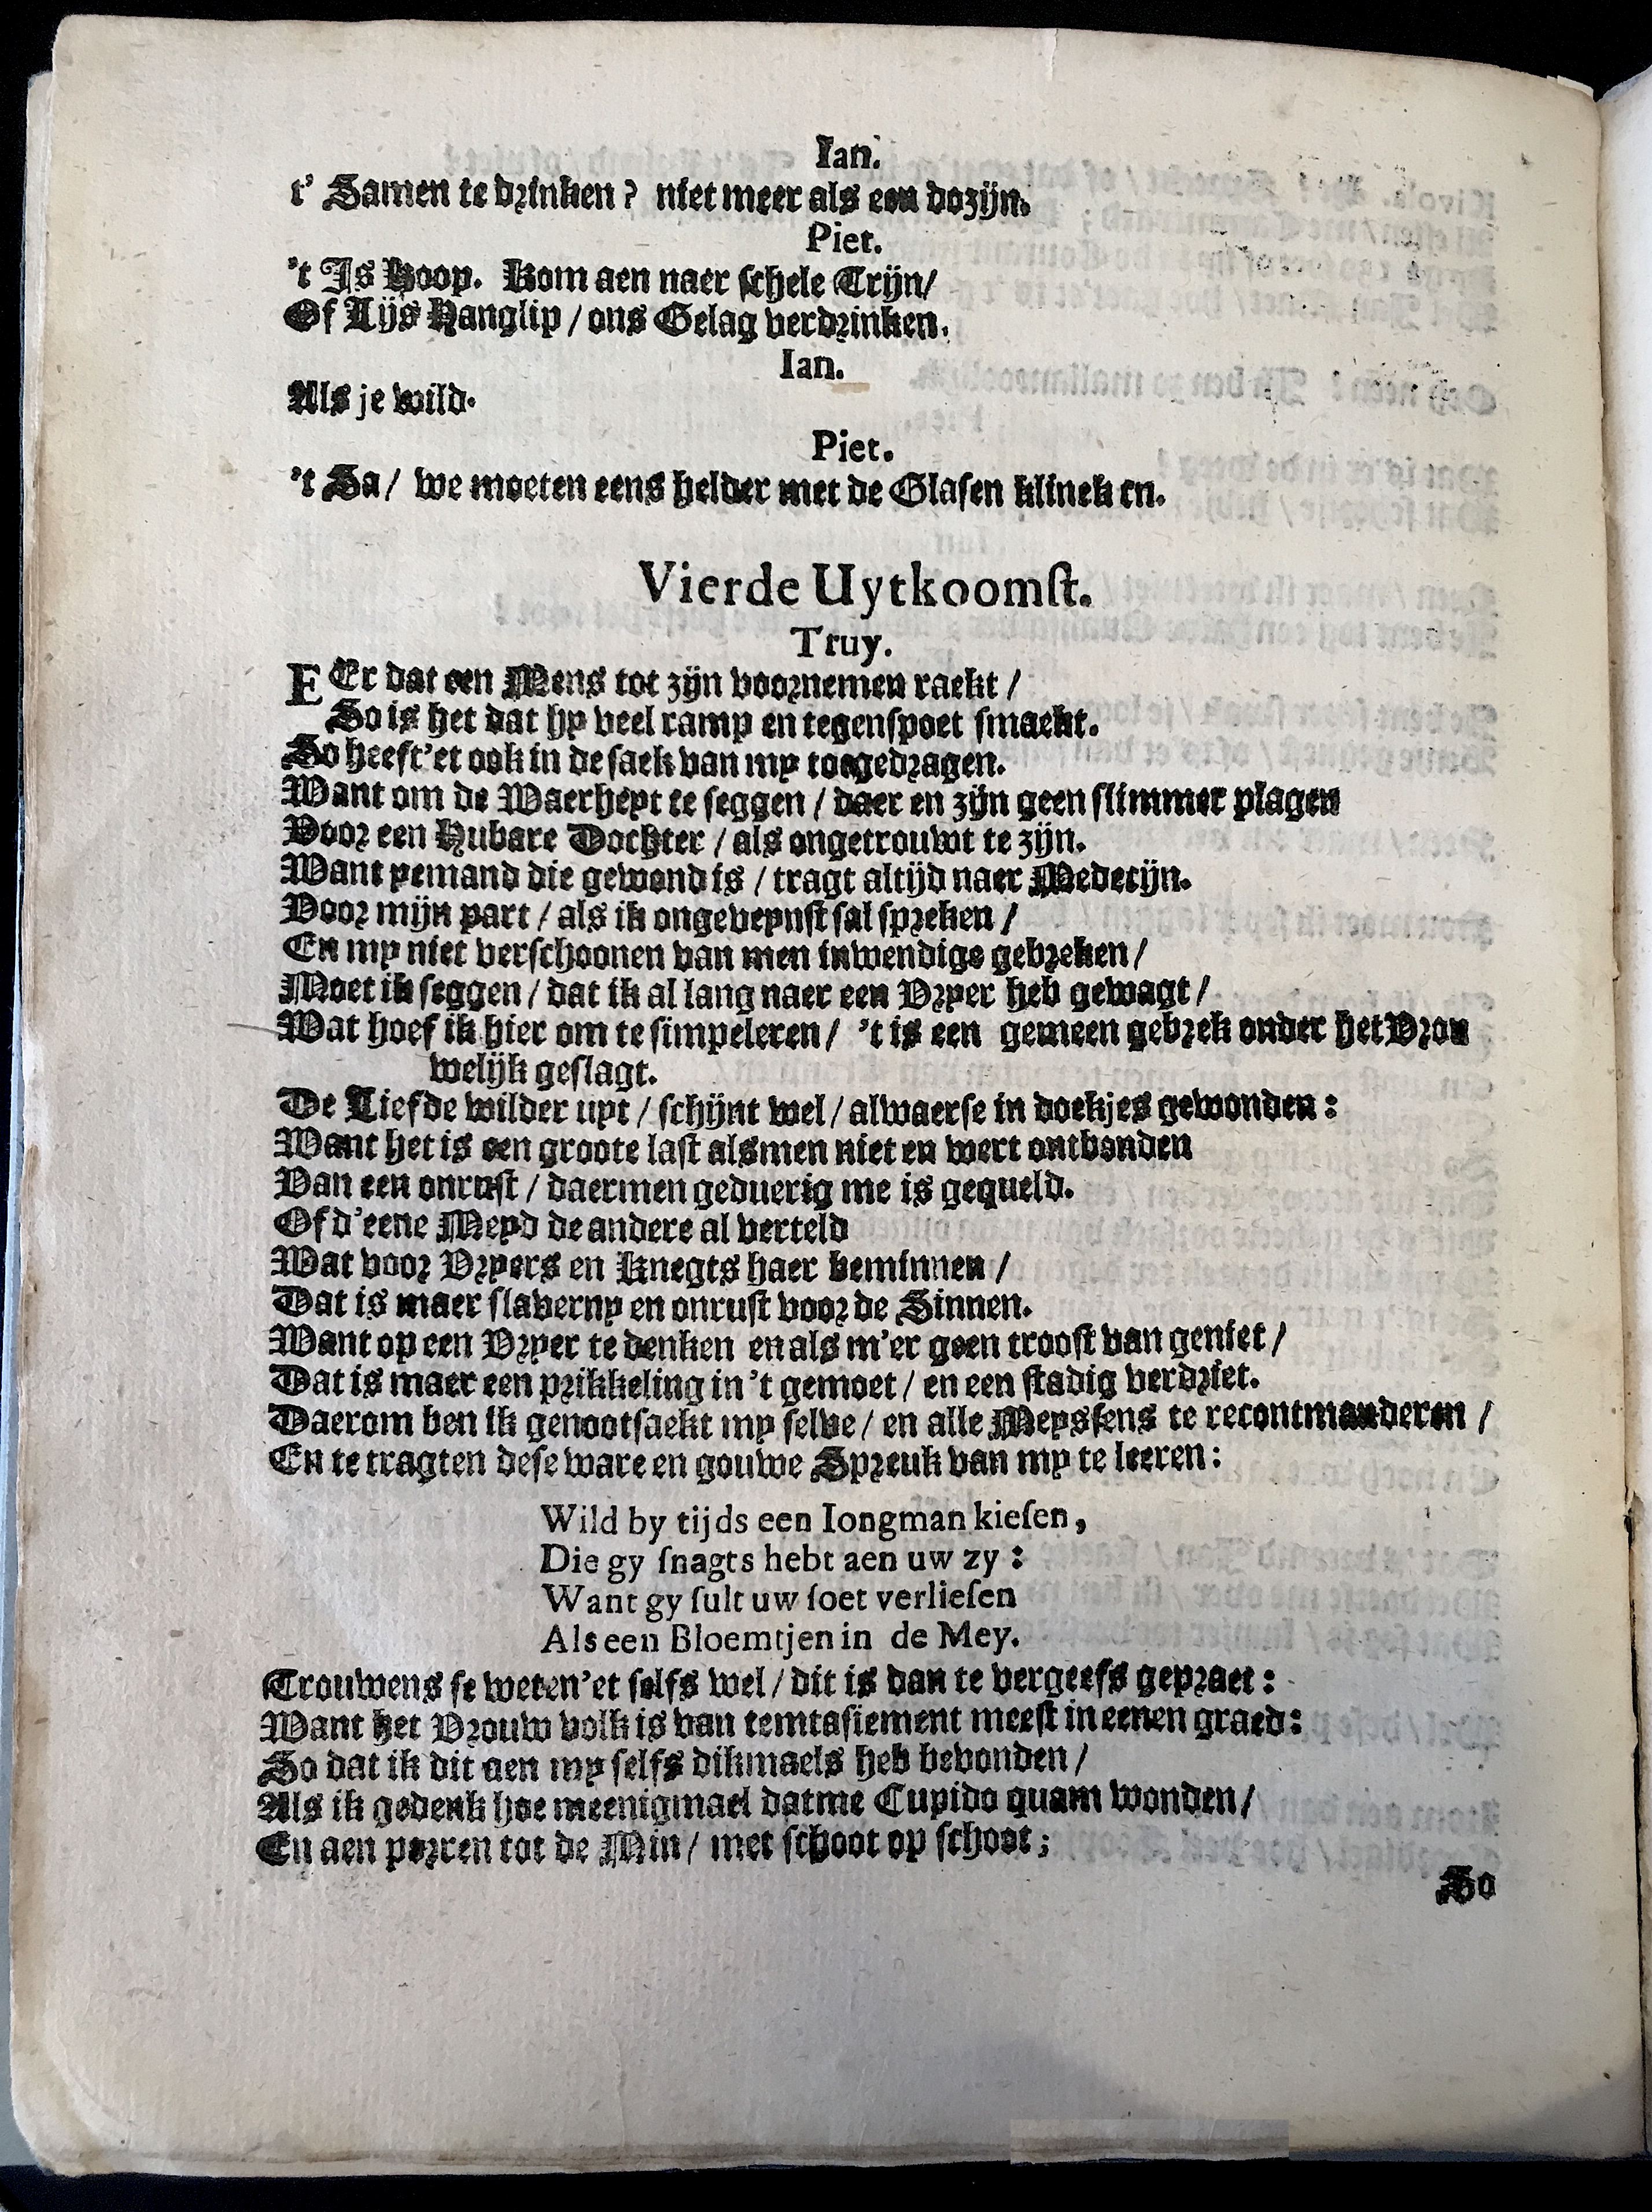 Ian.
t' Samen te drinken? niet meer als een dozijn.
Piet.
't Is Koop. Kom aen naer schele Trijn/
Of Lijs Hanglip / ons Gelag verdrinken.
Ian.
Als je wild.
Piet.
't Sa / we moeten eens helder met de Glasen klinek en.
Vierde Uytkoomſt.
Truy.
EEr dat een Mens tot zijn voornemen raekt /
So is het dat hy veel ramp en tegenspoet smaekt.
So heeft'et ook in de saek van my toegedragen.
Want om de Waerheyt te seggen / daer en zijn geen slimmer plagen
Voor een Hubare Dochter / als ongetrouwt te zijn.
Want yemand die gewond is / tragt altijd naer Medecijn.
Voor mijn part / als ik ongeveynst sal spreken /
En my niet verschoonen van men inwendige gebreken /
Moet ik seggen / dat ik al lang naer een Vryer heb gewagt /
Wat hoef ik hier om te simpeleren / 't is een gemeen gebrek onder het Vrou
welijk geslagt.
De Liefde wilder uyt / schijnt wel / alwaerse in doekjes gewonden:
Want het is een groote last alsmen niet en wert ontbonden
Van een onrust / daermen geduerig me is gequeld.
Of d'eene Meyd de andere al verteld
Wat voor Vryers en Knegts haer beminnen /
Dat is maer slaverny en onrust voor de Sinnen.
Want op een Vryer te denken en als m'er geen troost van geniet /
Dat is maer een prikkeling in 't gemoet / en een stadig verdriet.
Daerom ben ik genootsaekt my selve / en alle Meyssens te recontmanderen /
En te tragten dese ware en gouwe Spreuk van my te leeren:
Wild by tijds een Iongman kieſen,
Die gy ſnagts hebt aen uw zy:
Want gy ſult uw ſoet verlieſen
Als een Bloemtjen in de Mey.
Trouwens se weten'et selfs wel / dit is dan te vergeefs gepraet:
Want het Vrouw volk is van temtasiement meest in eenen graed:
So dat ik dit aen my selfs dikmaels heb bevonden /
Als ik gedenk hoe meenigmael datme Cupido quam wonden /
En aen porren tot de Min / met schoot op schoot;
So